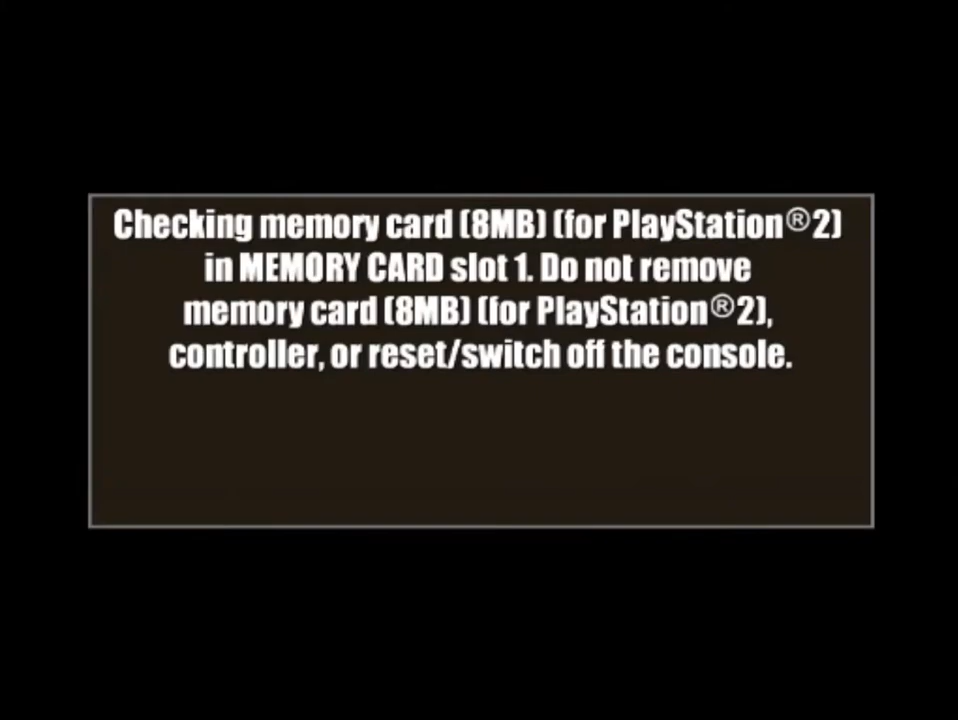 Checking memory card (8MB) (for PlayStation®2)
in MEMORY CARD slot 1. Do not remove
memory card (8MB) (for PlayStation®2),
controller, or reset/switch off the console.